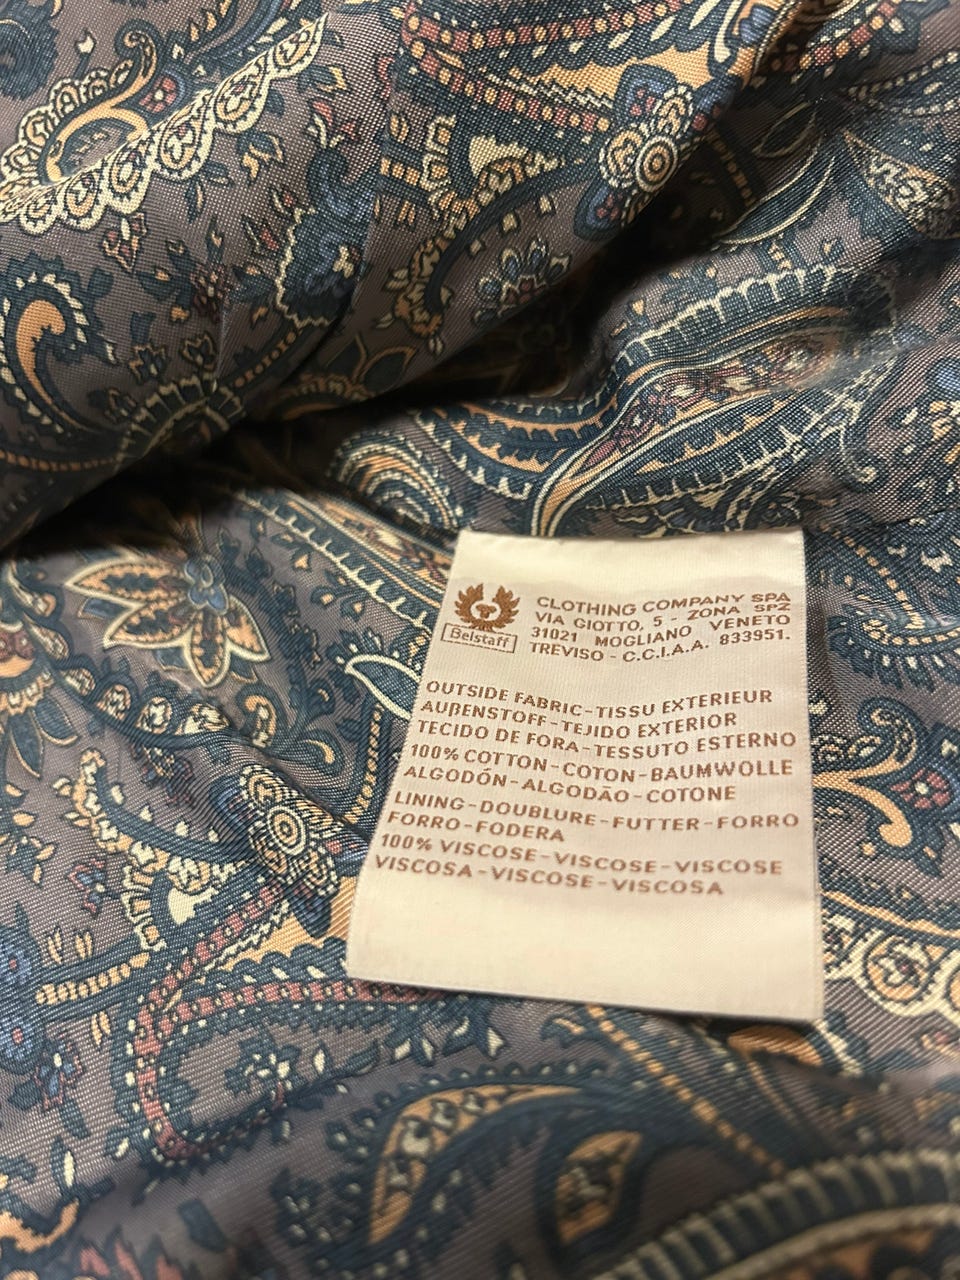 Belstaff
CLOTHING COMPANY SPA
VIA GIOTTO, 5 - ZONA SPZ
31021 MOGLIANO VENETO
TREVISO - C.C.I.A.A. 833951.
OUTSIDE FABRIC-TISSU EXTERIEUR
AUßENSTOFF-TEJIDO EXTERIOR
TECIDO DE FORA-TESSUTO ESTERNO
100% COTTON-COTON-BAUMWOLLE
ALGODÓN-ALGODÃO-COTONE
LINING-DOUBLURE-FUTTER-FORRO
FORRO-FODERA
100% VISCOSE-VISCOSE-VISCOSE
VISCOSA-VISCOSE-VISCOSA